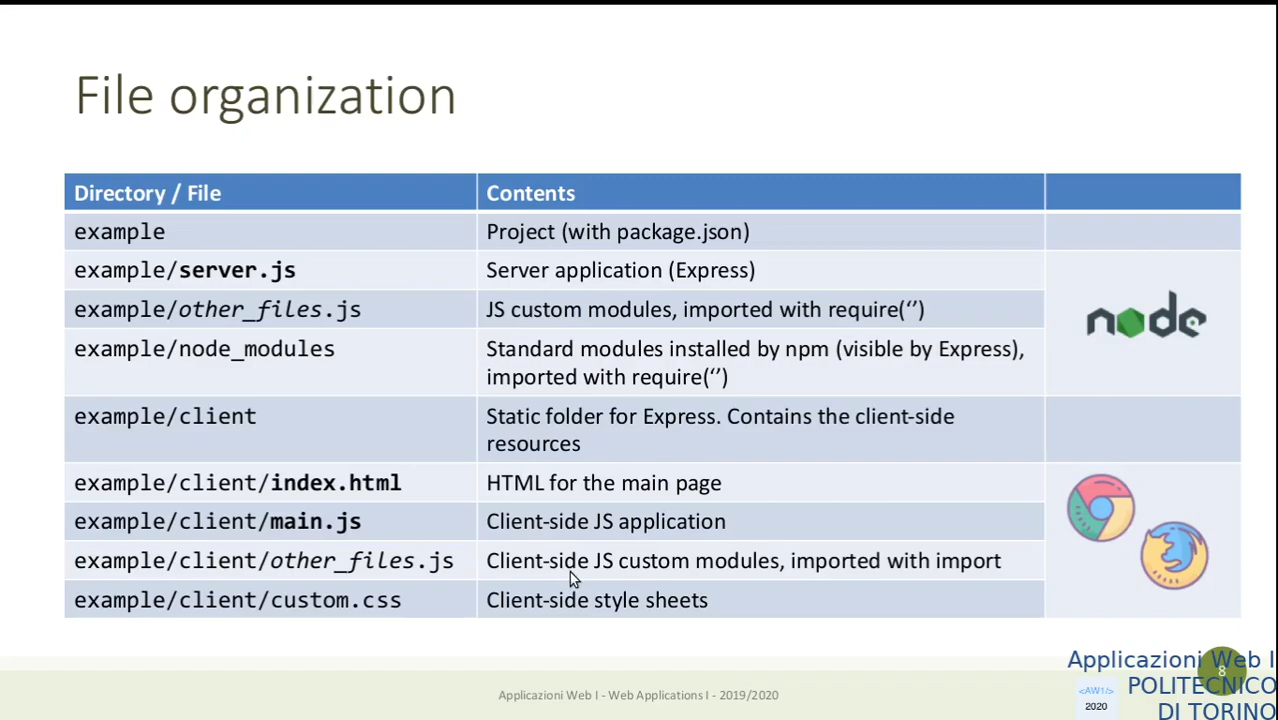 File organization
Directory / File
Contents
example
Project (with package.json)
example/server.js
Server application (Express)
example/other_files.js
JS custom modules, imported with require(‘’)
example/node_modules
Standard modules installed by npm (visible by Express),
imported with require(‘’)
node
example/client
Static folder for Express. Contains the client-side
resources
example/client/index.html
HTML for the main page
example/client/main.js
Client-side JS application
example/client/other_files.js
Client-side JS custom modules, imported with import
example/client/custom.css
Client-side style sheets
Applicazioni Web I - Web Applications I - 2019/2020
8
Applicazioni Web I
POLITECNICO
DI TORINO
<AW1/>
2020